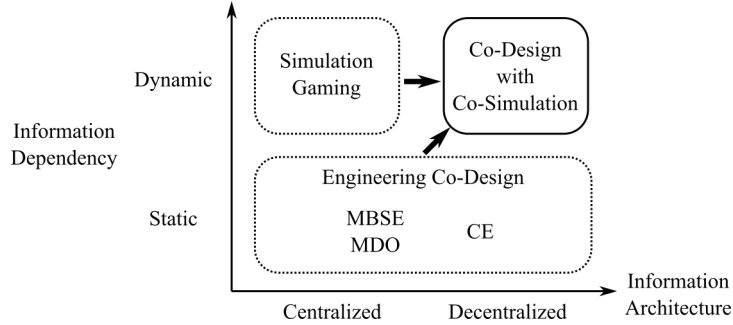 Dynamic
Information
Dependency
Static
Simulation
Gaming
Co-Design
with
Co-Simulation
Engineering Co-Design
MBSE
MDO
CE
Centralized
Decentralized
Information
Architecture